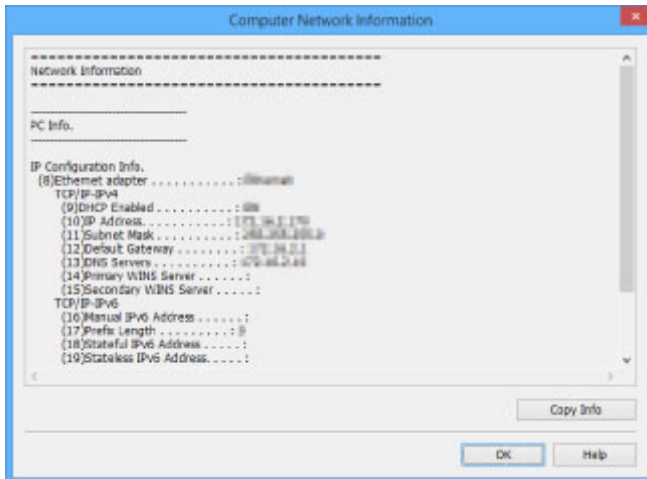 Computer Network Information
========================================
Network Information
========================================
----------------------------------------
PC Info.
----------------------------------------
IP Configuration Info.
(8)Ethernet adapter . . . . . . . . . . . :
TCP/IP-IPv4
(9)DHCP Enabled . . . . . . . . . :
(10)IP Address. . . . . . . . . . . :
(11)Subnet Mask . . . . . . . . . :
(12)Default Gateway . . . . . . . :
(13)DNS Servers . . . . . . . . . . :
(14)Primary WINS Server . . . . . . :
(15)Secondary WINS Server . . . . . :
TCP/IP-IPv6
(16)Manual IPv6 Address . . . . . . :
(17)Prefix Length . . . . . . . . . :
(18)Stateful IPv6 Address . . . . . :
(19)Stateless IPv6 Address. . . . . :
Copy Info
OK Help